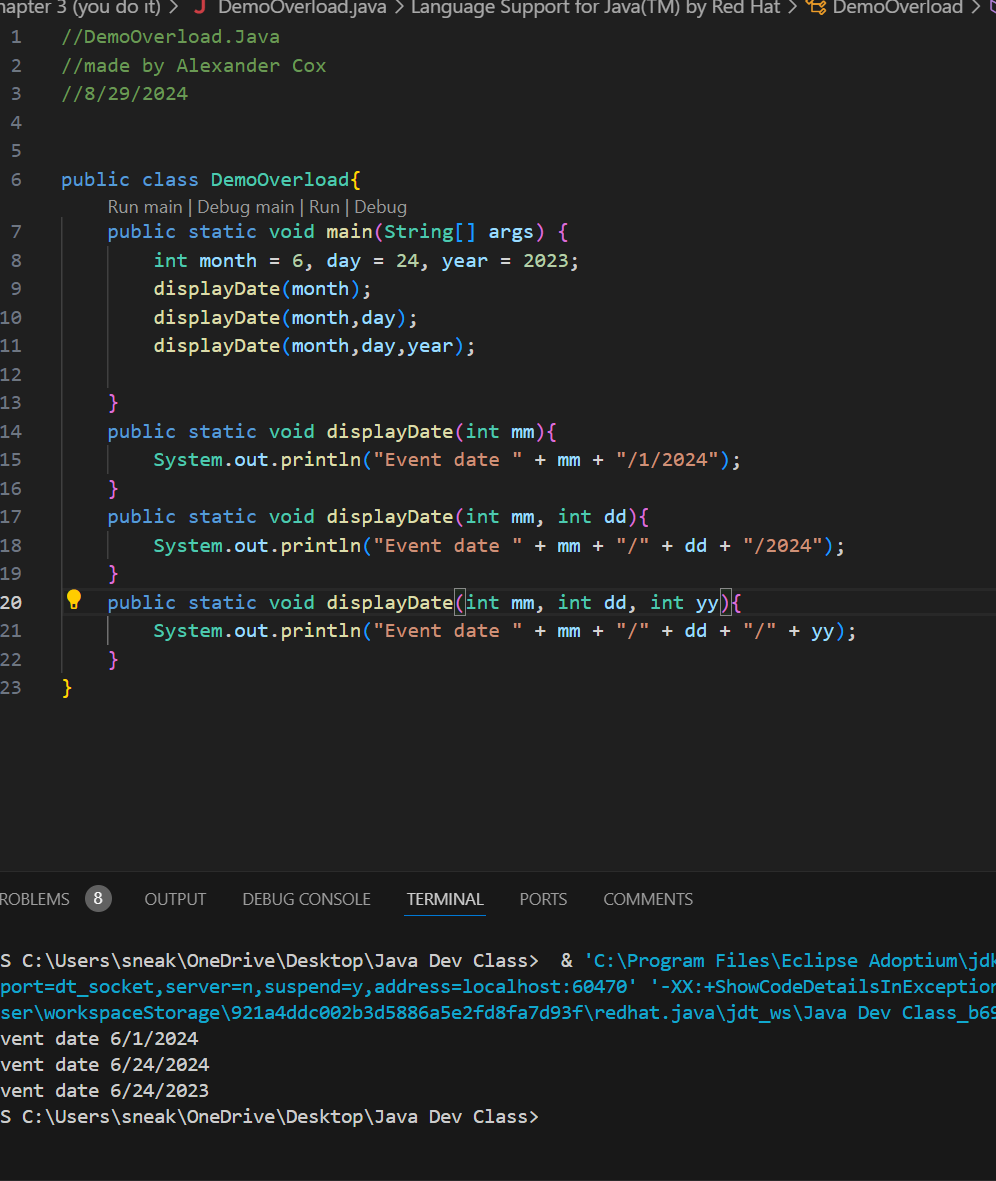 (you do it) > J DemoOverload.java > Language Support for Java(TM) by Red Hat > DemoOverload >
1 //DemoOverload.Java
2 //made by Alexander Cox
3 //8/29/2024
4
5
6 public class DemoOverload{
Run main | Debug main | Run | Debug
7 public static void main(String[] args) {
8 int month = 6, day = 24, year = 2023;
9 displayDate(month);
10 displayDate(month,day);
11 displayDate(month,day,year);
12
13 }
14 public static void displayDate(int mm){
15 System.out.println("Event date " + mm + "/1/2024");
16 }
17 public static void displayDate(int mm, int dd){
18 System.out.println("Event date " + mm + "/" + dd + "/2024");
19 }
20 public static void displayDate(int mm, int dd, int yy){
21 System.out.println("Event date " + mm + "/" + dd + "/" + yy);
22 }
23 }
ROBLEMS 8 OUTPUT DEBUG CONSOLE TERMINAL PORTS COMMENTS
S C:\Users\sneak\OneDrive\Desktop\Java Dev Class> & 'C:\Program Files\Eclipse Adoptium\jdk
port=dt_socket,server=n,suspend=y,address=localhost:60470' '-XX:+ShowCodeDetailsInException
ser\workspaceStorage\921a4ddc002b3d5886a5e2fd8fa7d93f\redhat.java\jdt_ws\Java Dev Class_b69
vent date 6/1/2024
vent date 6/24/2024
vent date 6/24/2023
S C:\Users\sneak\OneDrive\Desktop\Java Dev Class>